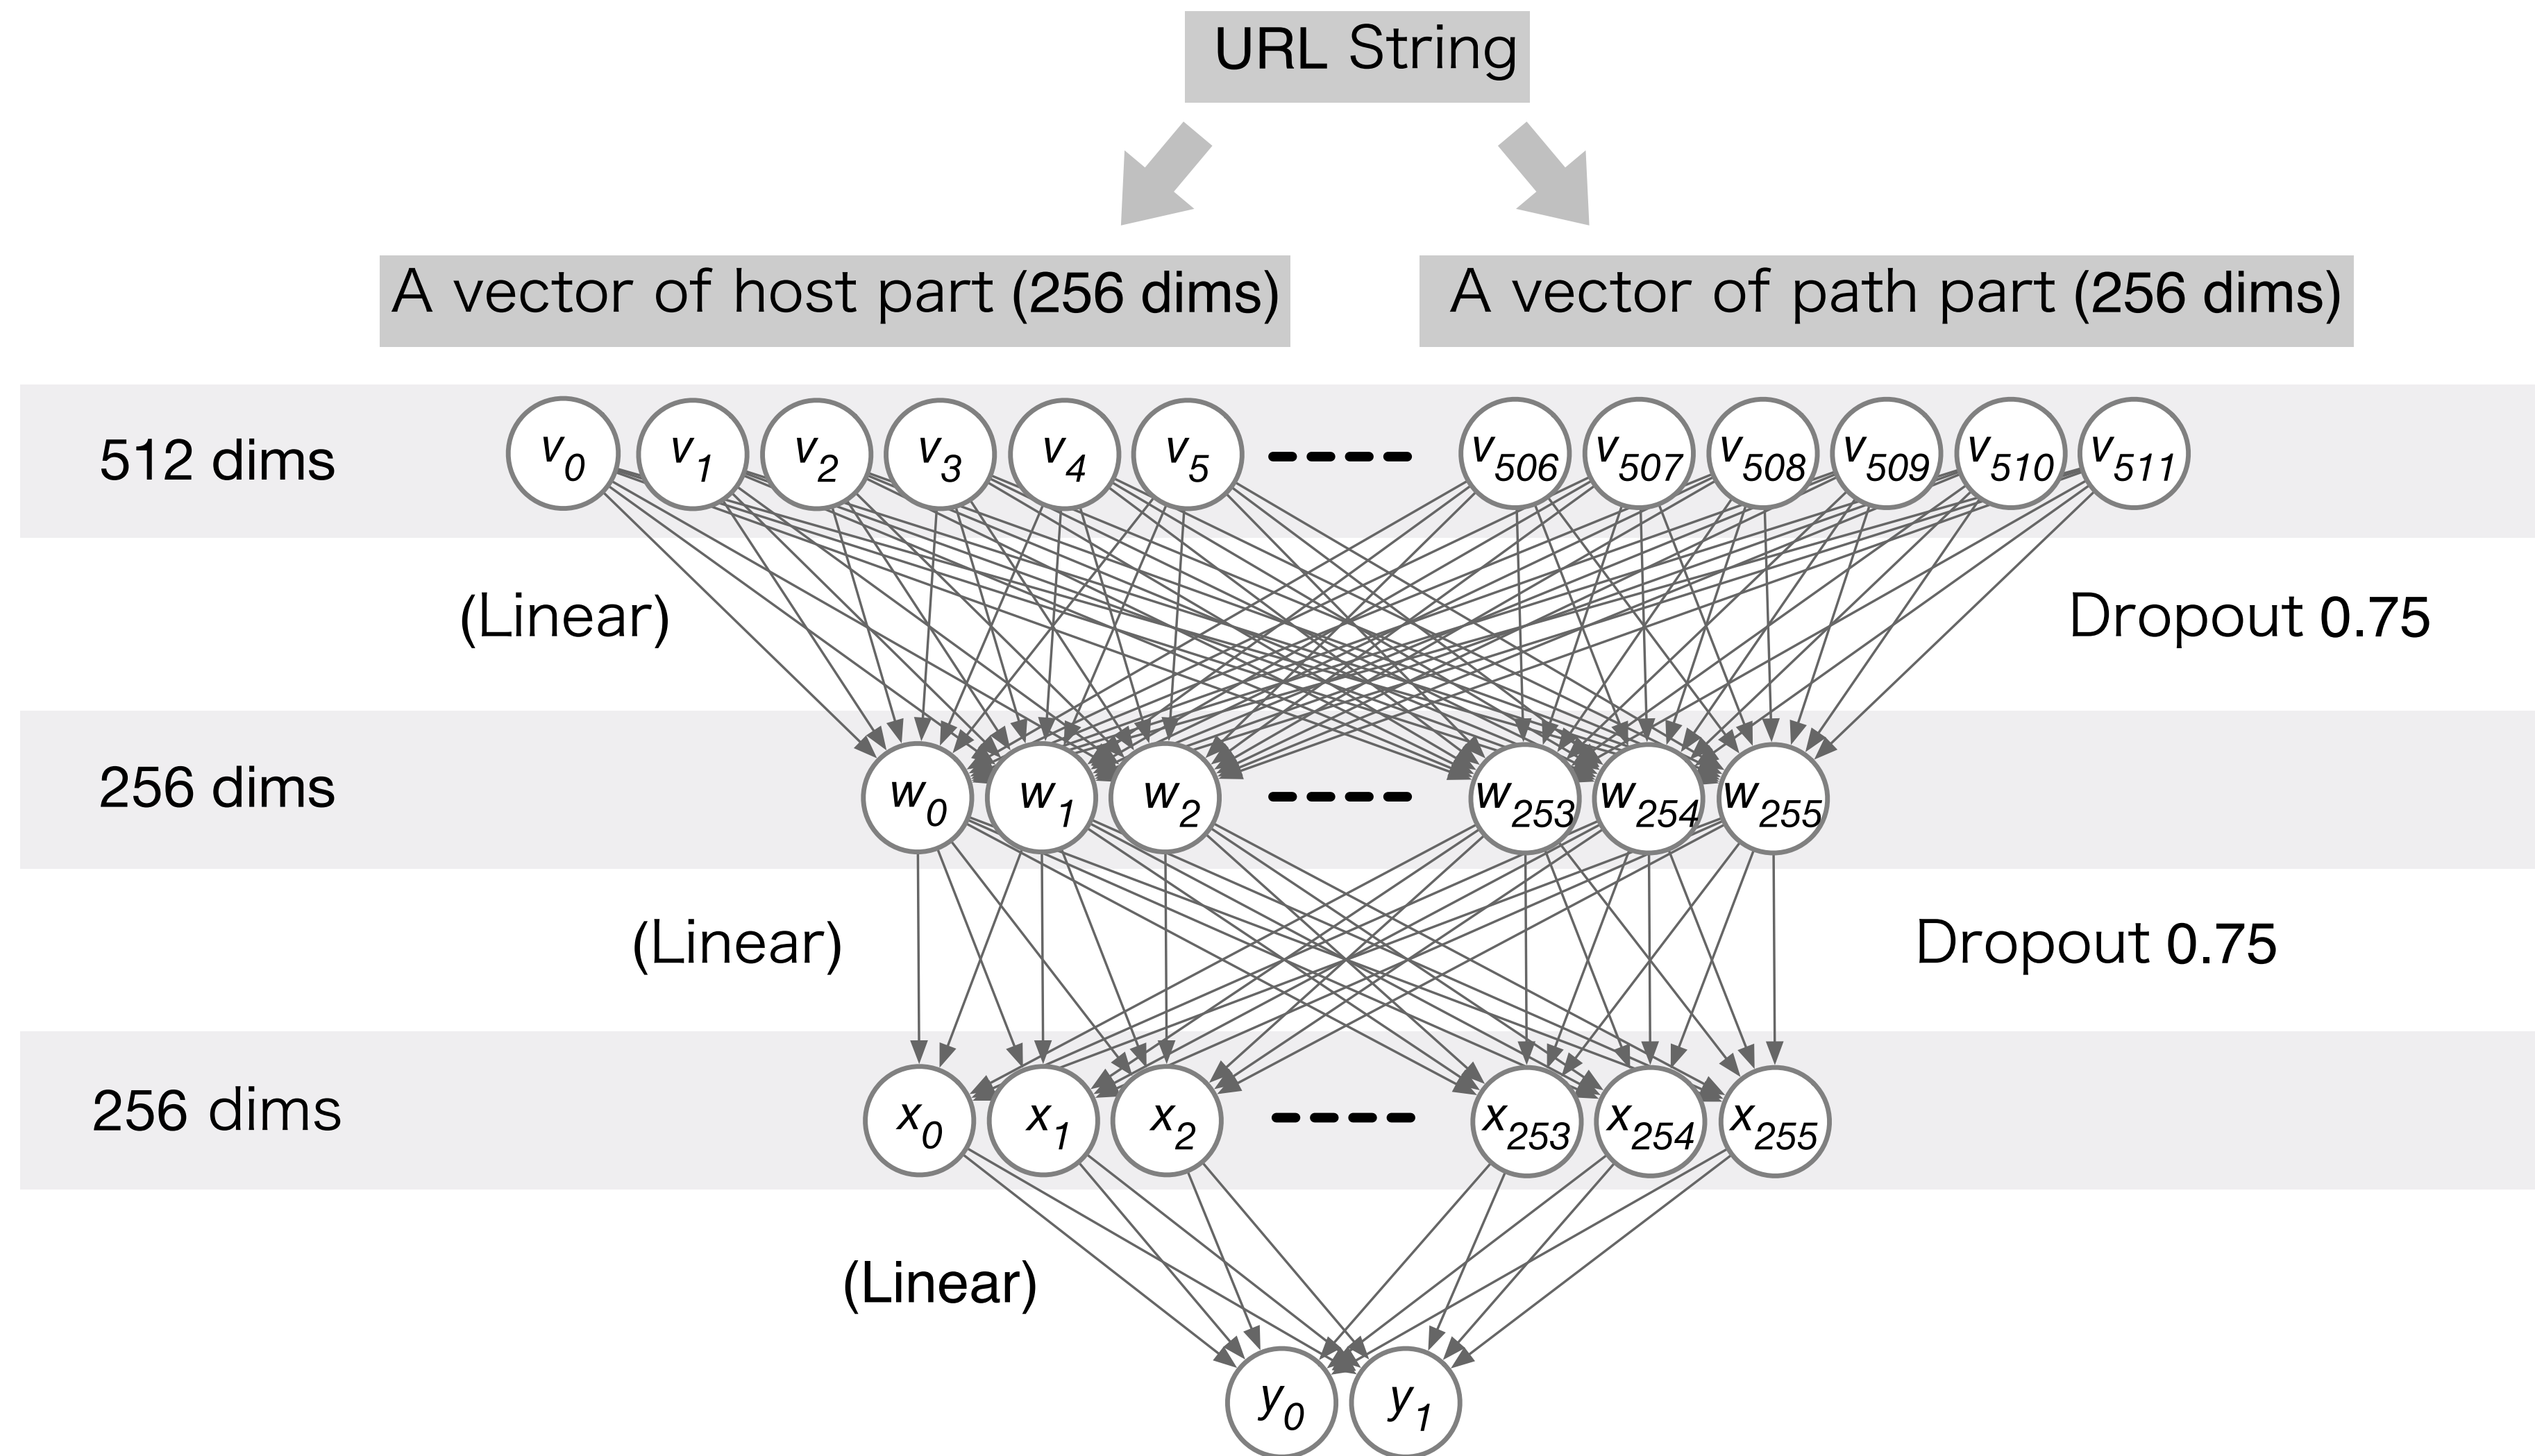 URL String
A vector of host part (256 dims)
A vector of path part (256 dims)
512 dims
v0 v1 v2 v3 v4 v5 v506 v507 v508 v509 v510 v511
(Linear)
Dropout 0.75
256 dims
w0 w1 w2 w253 w254 w255
(Linear)
Dropout 0.75
256 dims
x0 x1 x2 x253 x254 x255
(Linear)
y0 y1